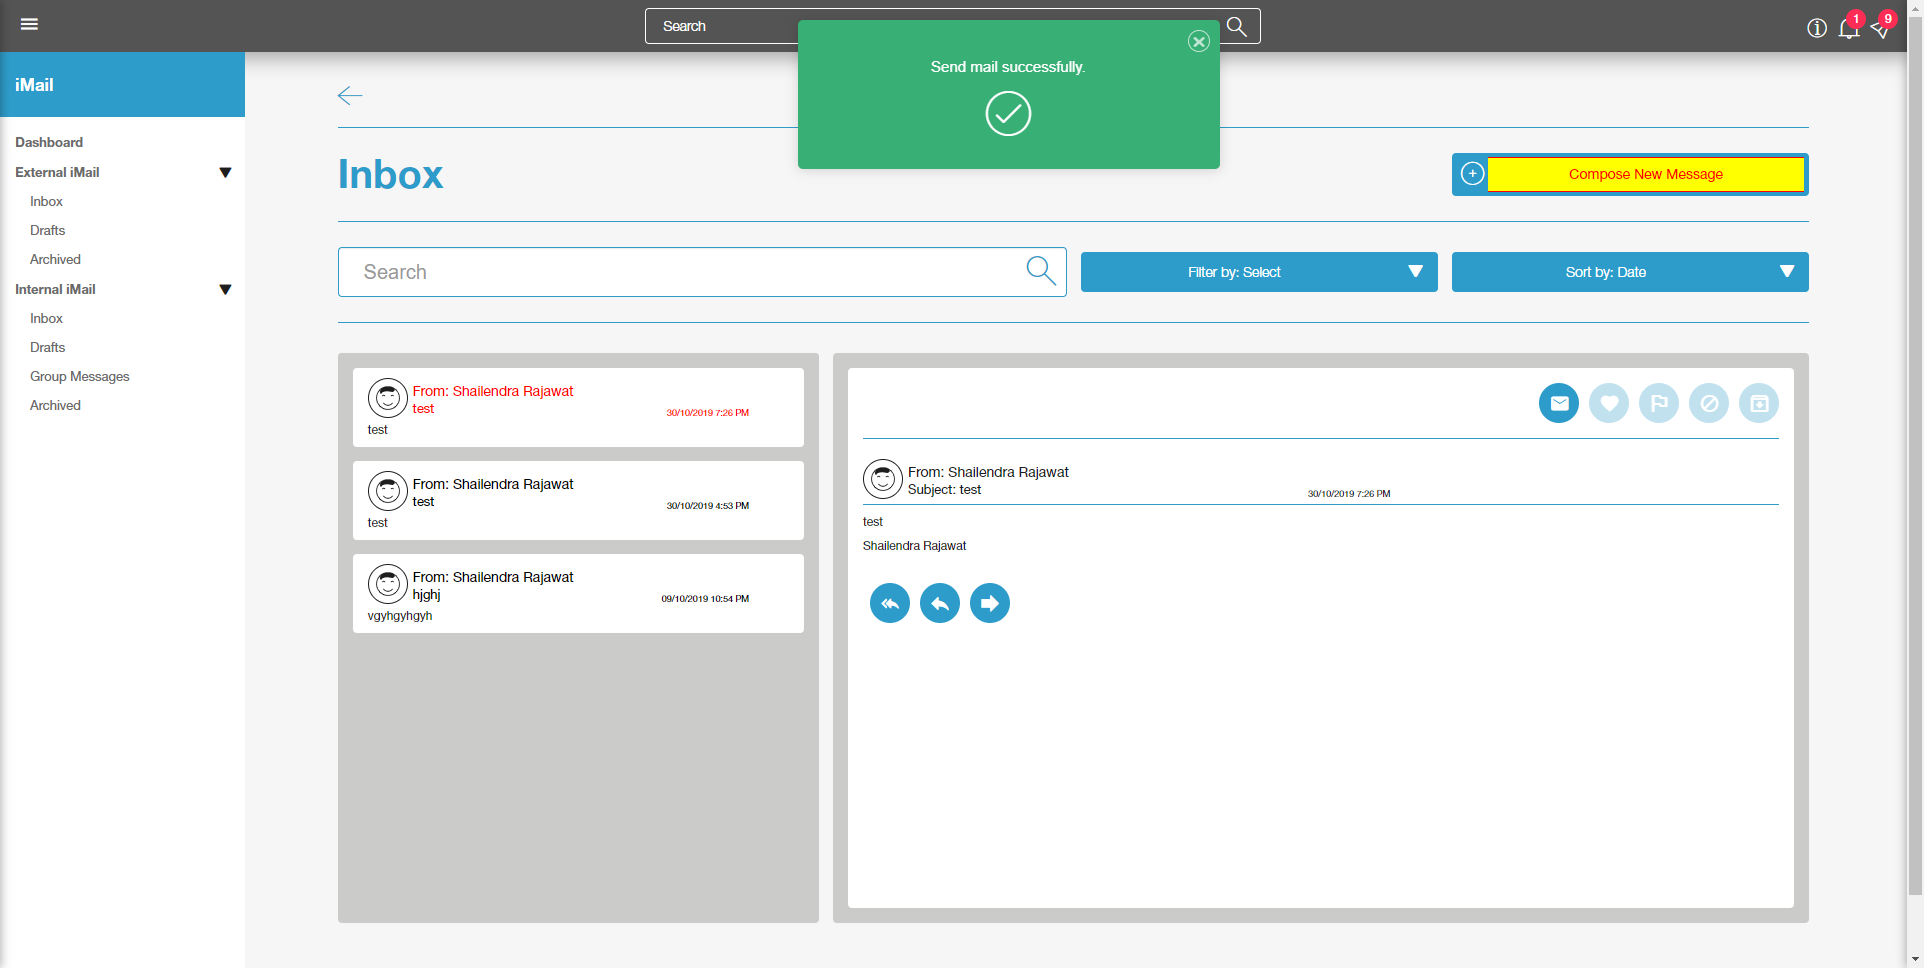 Search
1
9
Send mail successfully.
iMail
Dashboard
External iMail
Inbox
Drafts
Archived
Internal iMail
Inbox
Drafts
Group Messages
Archived
Inbox
Compose New Message
Search
Filter by: Select
Sort by: Date
From: Shailendra Rajawat
test
30/10/2019 7:26 PM
test
From: Shailendra Rajawat
test
30/10/2019 4:53 PM
test
From: Shailendra Rajawat
hjghj
09/10/2019 10:54 PM
vgyhgyhgyh
From: Shailendra Rajawat
Subject: test
30/10/2019 7:26 PM
test
Shailendra Rajawat